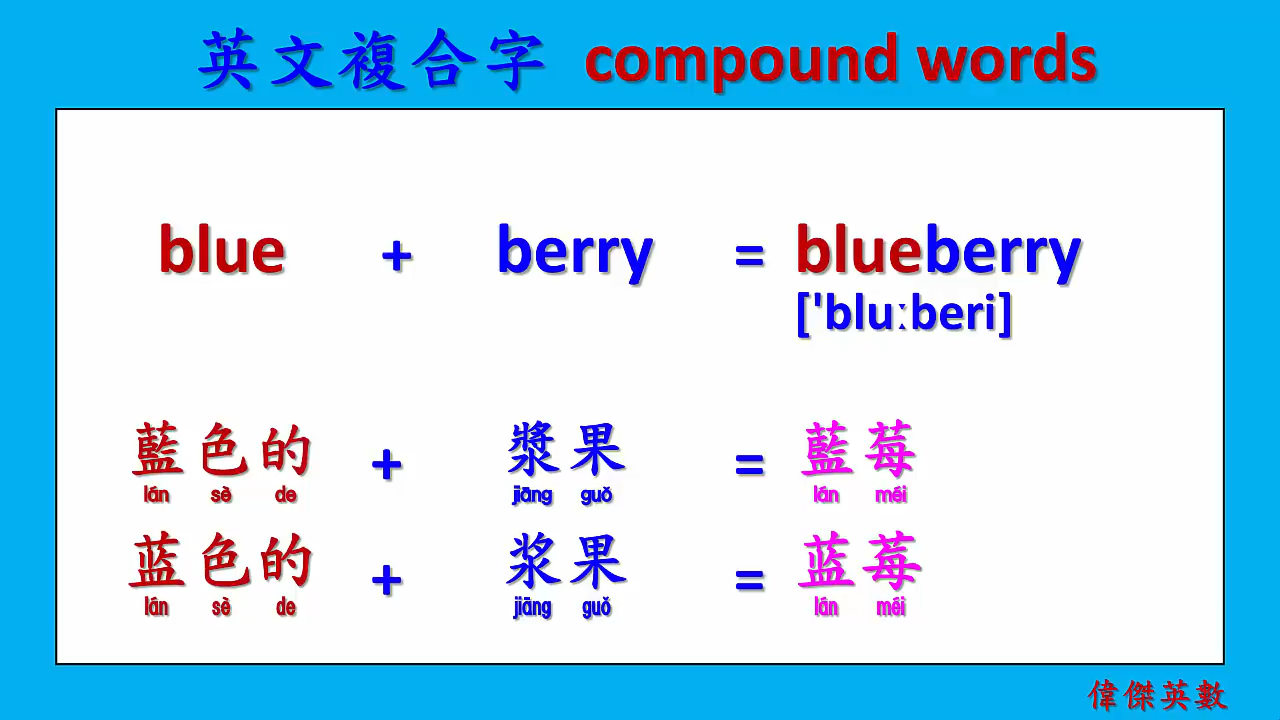 英文複合字 compound words
blue + berry = blueberry
['bluːberi]
藍色的 + 漿果 = 藍莓
lán sè de jiāng guǒ lán méi
蓝色的 + 浆果 = 蓝莓
lán sè de jiāng guǒ lán méi
偉傑英數